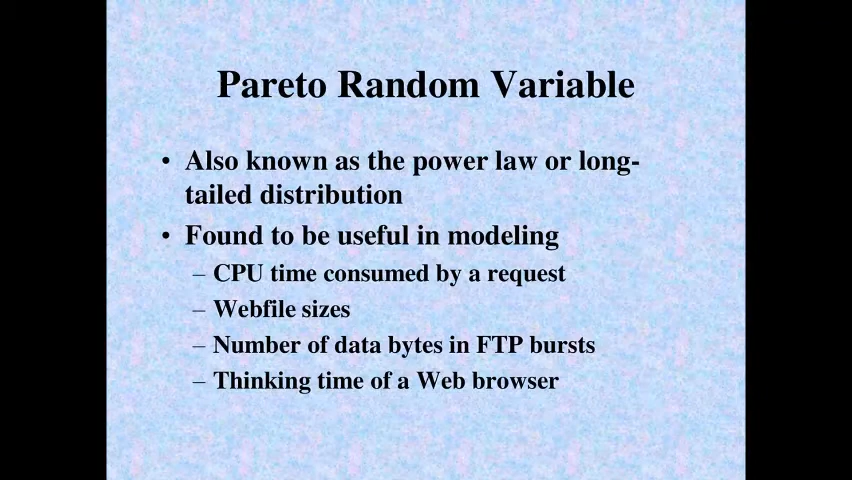 Pareto Random Variable
• Also known as the power law or long-
tailed distribution
• Found to be useful in modeling
– CPU time consumed by a request
– Webfile sizes
– Number of data bytes in FTP bursts
– Thinking time of a Web browser